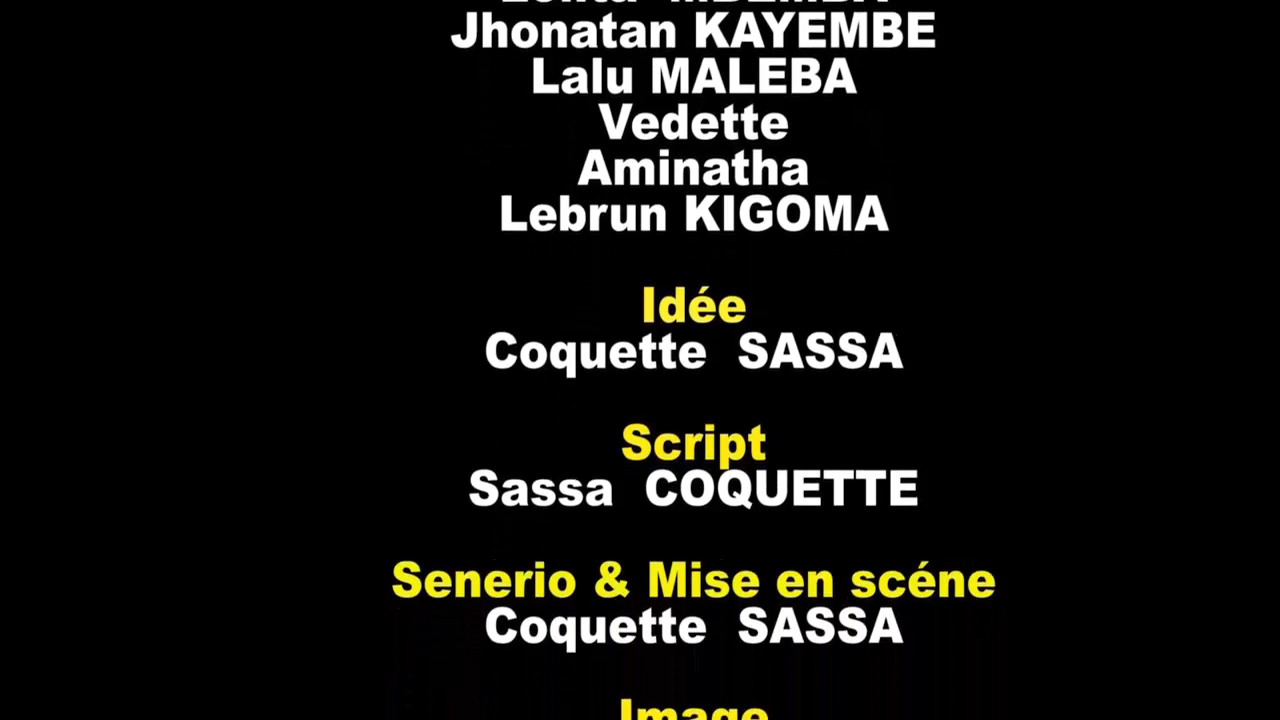 Jhonatan KAYEMBE
Lalu MALEBA
Vedette
Aminatha
Lebrun KIGOMA
Idée
Coquette SASSA
Script
Sassa COQUETTE
Senerio & Mise en scéne
Coquette SASSA
Image